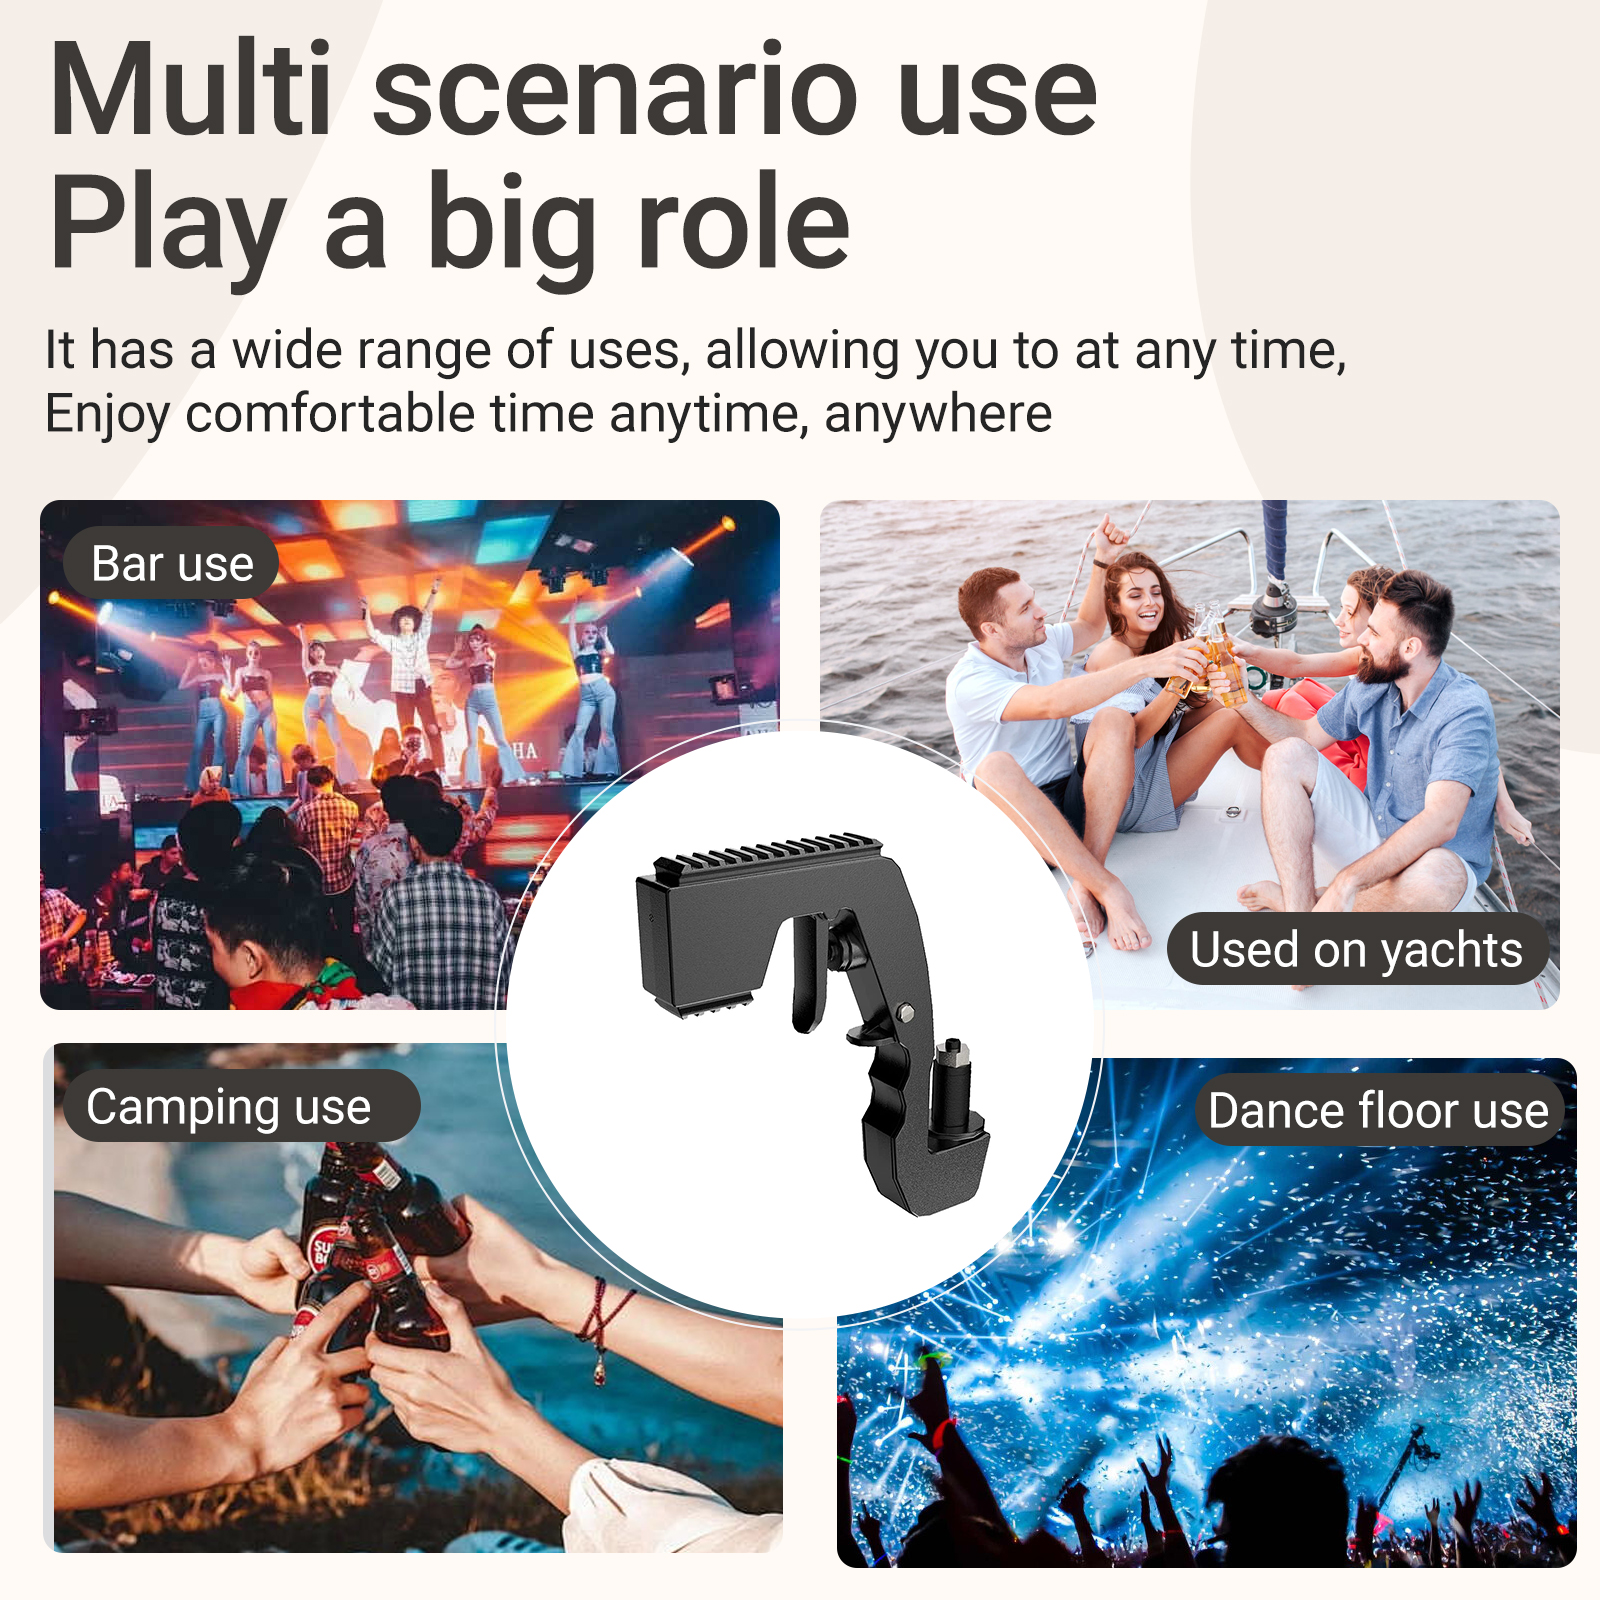 Multi scenario use
Play a big role
It has a wide range of uses, allowing you to at any time,
Enjoy comfortable time anytime, anywhere
Bar use
HA
Used on yachts
Camping use
Dance floor use